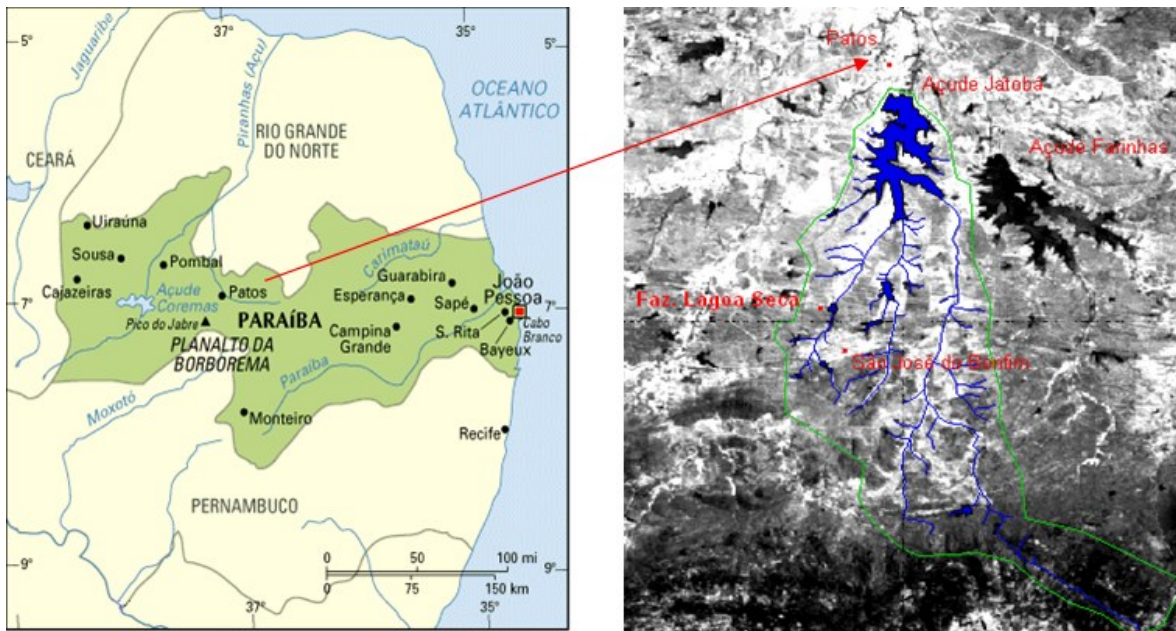 37°
35°
5°
5°
Jaguaribe
Piranhas (Açu)
OCEANO
ATLÂNTICO
RIO GRANDE
DO NORTE
CEARÁ
Uiraúna
Sousa
Pombal
Carimataú
Guarabira
João
Pessoa
Cajazeiras
Açude
Coremas
Patos
Esperança
Sapé
7°
7°
Pico do Jabre
PARAÍBA
Campina
Grande
S. Rita
Cabo
Branco
Bayeux
PLANALTO DA
BORBOREMA
Paraíba
Moxotó
Monteiro
Recife
PERNAMBUCO
0 50 100 mi
0 75 150 km
9°
9°
37°
35°
Patos
Açude Jatobá
Açude Farinhas
Faz. Lagoa Seca
São José do Bonfim